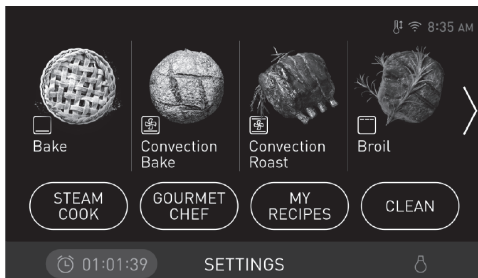 8:35 AM
Bake
Convection
Bake
Convection
Roast
Broil
STEAM
COOK
GOURMET
CHEF
MY
RECIPES
CLEAN
01:01:39
SETTINGS